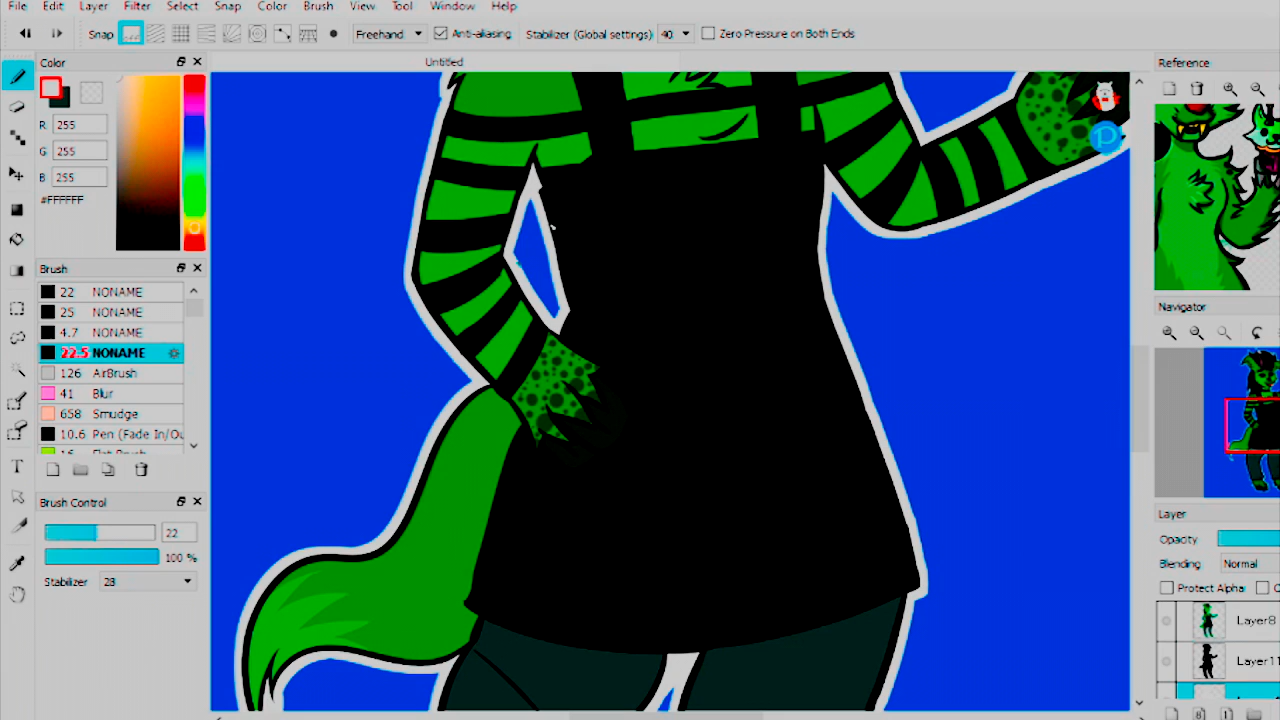 File Edit Layer Filter Select Snap Color Brush View Tool Window Help
Snap Freehand Anti-aliasing Stabilizer (Global settings) 40 Zero Pressure on Both Ends
Color Untitled Reference
R 255
G 255
B 255
#FFFFFF
Brush
22 NONAME
25 NONAME
4.7 NONAME
22.5 NONAME
126 AirBrush
41 Blur
658 Smudge
10.6 Pen (Fade In/Ou
Brush Control
22
100 %
Stabilizer 28
Navigator
Layer
Opacity
Blending Normal
Protect Alpha
Layer8
Layer11